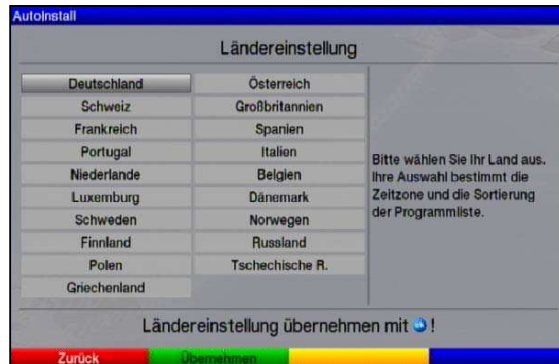 AutoInstall
Ländereinstellung
Deutschland Österreich
Schweiz Großbritannien
Frankreich Spanien
Portugal Italien
Niederlande Belgien
Luxemburg Dänemark
Schweden Norwegen
Finnland Russland
Polen Tschechische R.
Griechenland
Bitte wählen Sie Ihr Land aus.
Ihre Auswahl bestimmt die
Zeitzone und die Sortierung
der Programmliste.
Ländereinstellung übernehmen mit !
Zurück Übernehmen